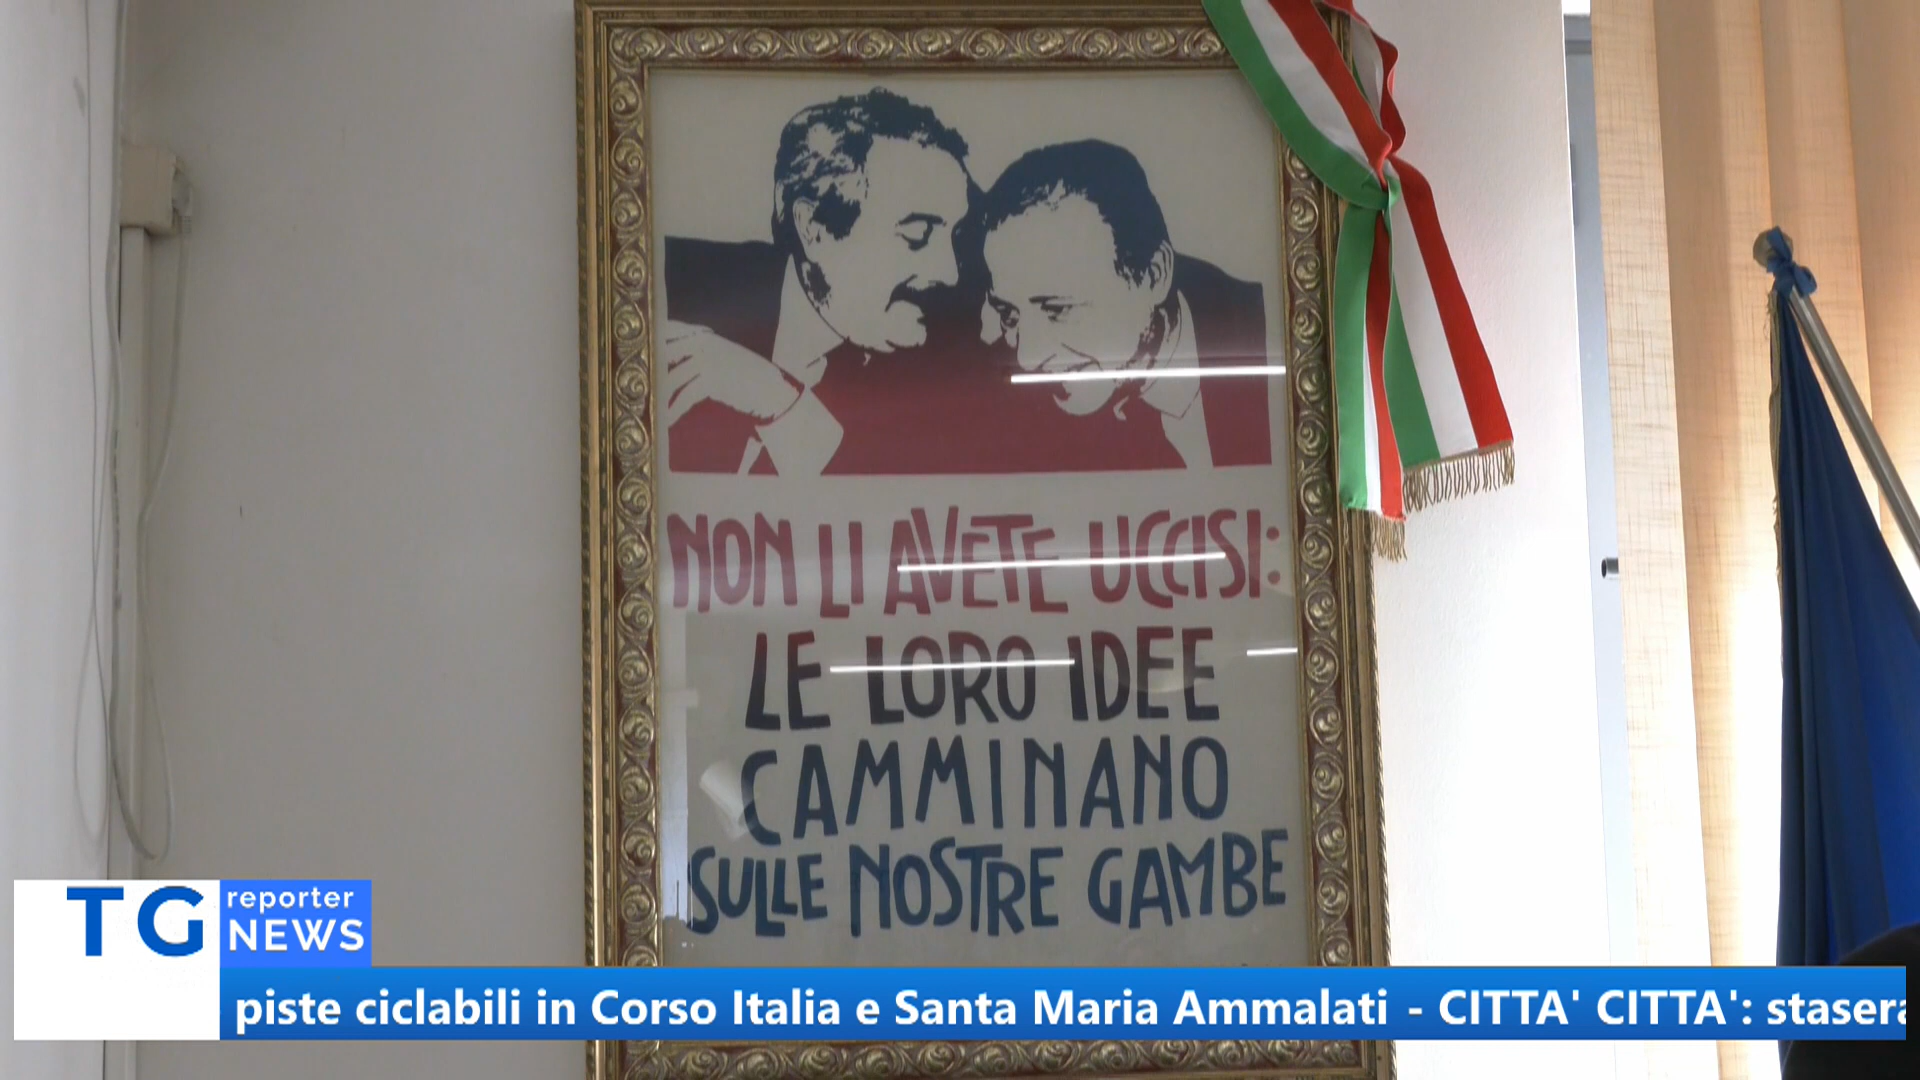 NON LI AVETE UCCISI:
LE LORO IDEE
CAMMINANO
SULLE NOSTRE GAMBE
TG reporter
NEWS
piste ciclabili in Corso Italia e Santa Maria Ammalati - CITTA' CITTA': stasera